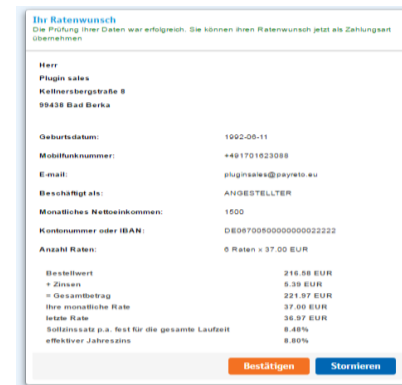 Ihr Ratenwunsch
Die Prüfung Ihrer Daten war erfolgreich. Sie können ihren Ratenwunsch jetzt als Zahlungsart
übernehmen
Herr
Plugin sales
Kellnersbergstraße 8
99438 Bad Berka
Geburtsdatum: 1992-06-11
Mobilfunknummer: +491701623088
E-mail: pluginsales@payreto.eu
Beschäftigt als: ANGESTELLTER
Monatliches Nettoeinkommen: 1500
Kontonummer oder IBAN:
Anzahl Raten: 6 Raten x 37.00 EUR
Bestellwert 216.58 EUR
+ Zinsen 5.39 EUR
= Gesamtbetrag 221.97 EUR
Ihre monatliche Rate 37.00 EUR
letzte Rate 36.97 EUR
Sollzinssatz p.a. fest für die gesamte Laufzeit 8.48%
effektiver Jahreszins 8.80%
Bestätigen Stornieren